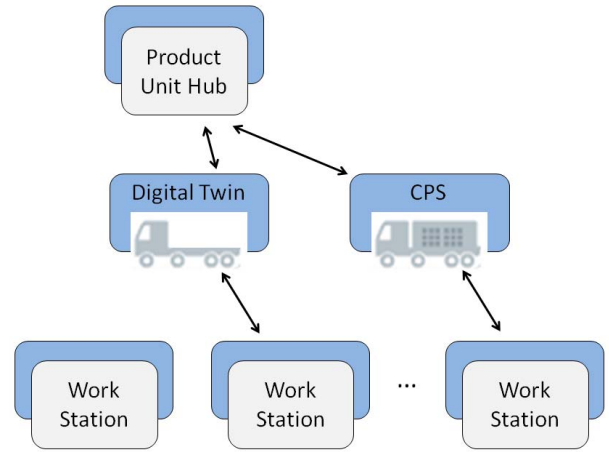 Product
Unit Hub
Digital Twin
CPS
Work
Station
Work
Station
...
Work
Station